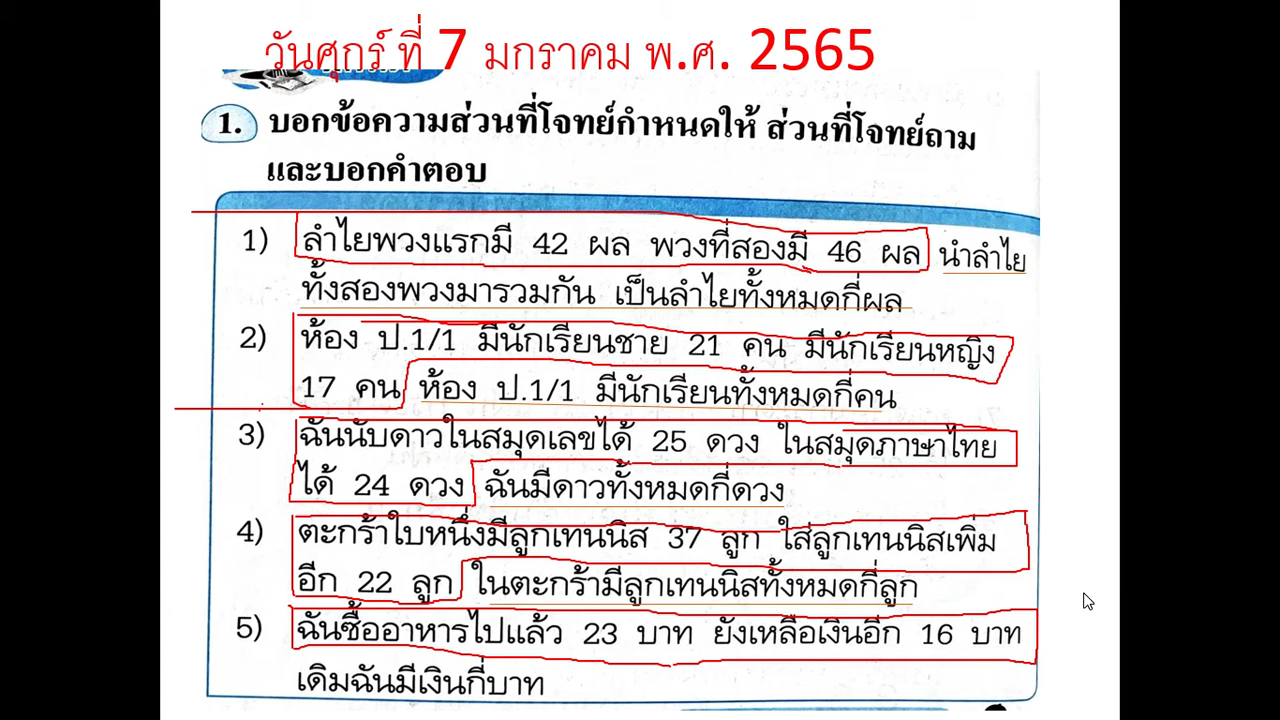 วันศุกร์ ที่ 7 มกราคม พ.ศ. 2565
1. บอกข้อความส่วนที่โจทย์กำหนดให้ ส่วนที่โจทย์ถาม
และบอกคำตอบ
1) ลำไยพวงแรกมี 42 ผล พวงที่สองมี 46 ผล นำลำไย
ทั้งสองพวงมารวมกัน เป็นลำไยทั้งหมดกี่ผล
2) ห้อง ป.1/1 มีนักเรียนชาย 21 คน มีนักเรียนหญิง
17 คน ห้อง ป.1/1 มีนักเรียนทั้งหมดกี่คน
3) ฉันนับดาวในสมุดเลขได้ 25 ดวง ในสมุดภาษาไทย
ได้ 24 ดวง ฉันมีดาวทั้งหมดกี่ดวง
4) ตะกร้าใบหนึ่งมีลูกเทนนิส 37 ลูก ใส่ลูกเทนนิสเพิ่ม
อีก 22 ลูก ในตะกร้ามีลูกเทนนิสทั้งหมดกี่ลูก
5) ฉันซื้ออาหารไปแล้ว 23 บาท ยังเหลือเงินอีก 16 บาท
เดิมฉันมีเงินกี่บาท